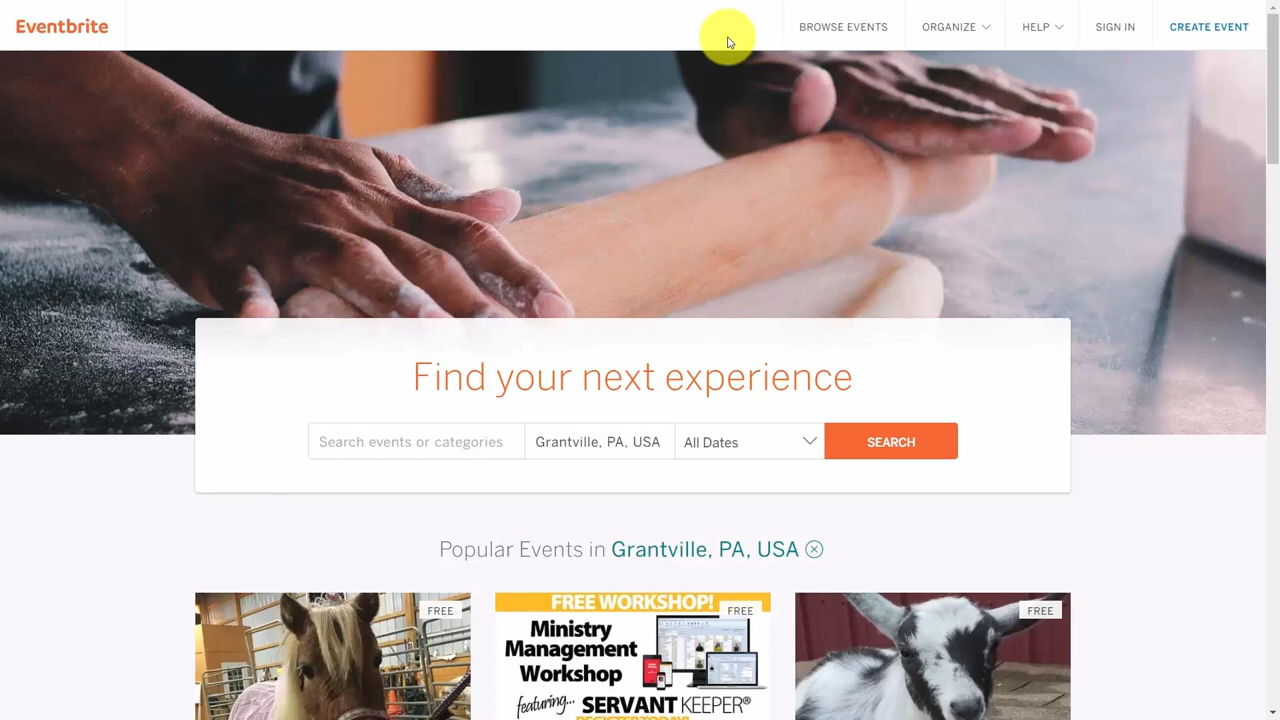 Eventbrite
BROWSE EVENTS
ORGANIZE
HELP
SIGN IN
CREATE EVENT
Find your next experience
Search events or categories
Grantville, PA, USA
All Dates
SEARCH
Popular Events in Grantville, PA, USA
FREE
FREE WORKSHOP!
FREE
Ministry
Management
Workshop
featuring...
SERVANT KEEPER®
REGISTER TODAY!
FREE